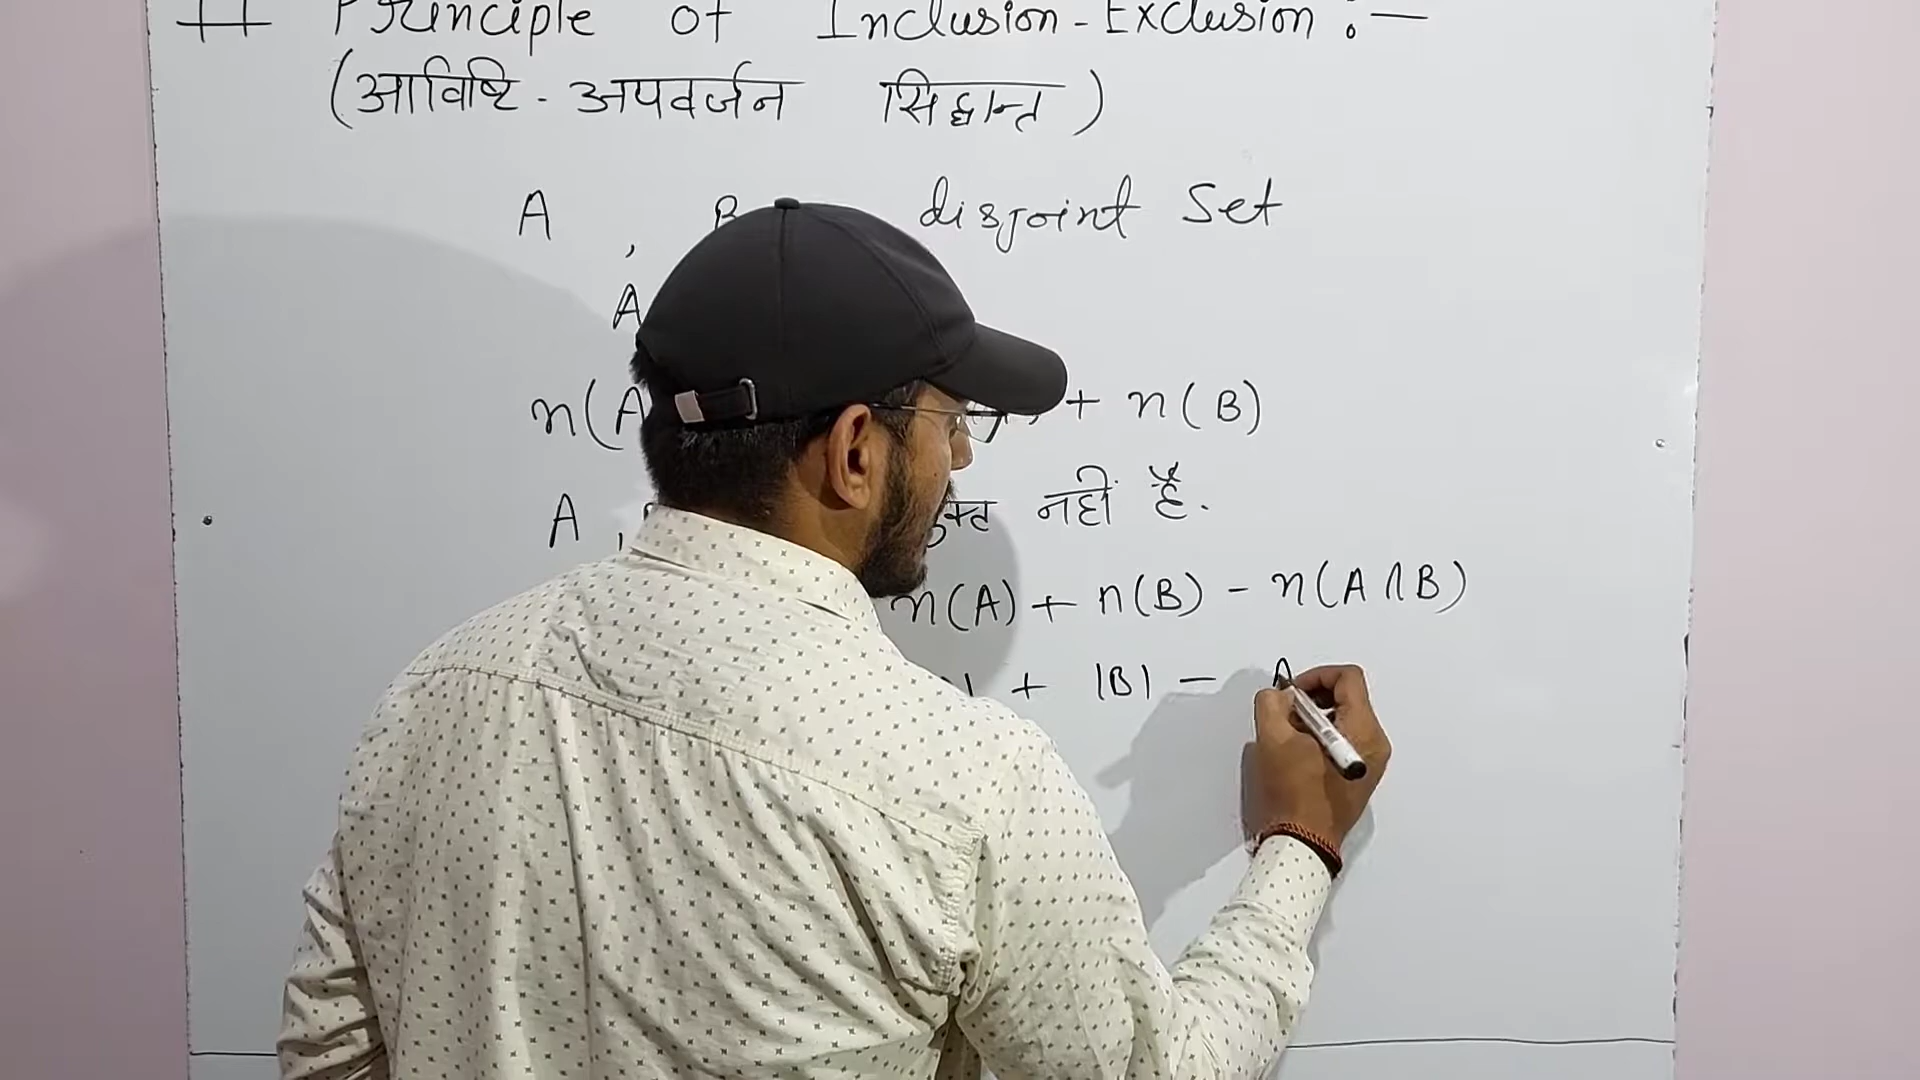 # Principle of Inclusion-Exclusion :-
(आविष्टि - अपवर्जन सिद्धान्त)
A , B disjoint Set
A
n(A + n(B)
A , नहीं है.
n(A) + n(B) - n(A∩B)
+ |B| - A